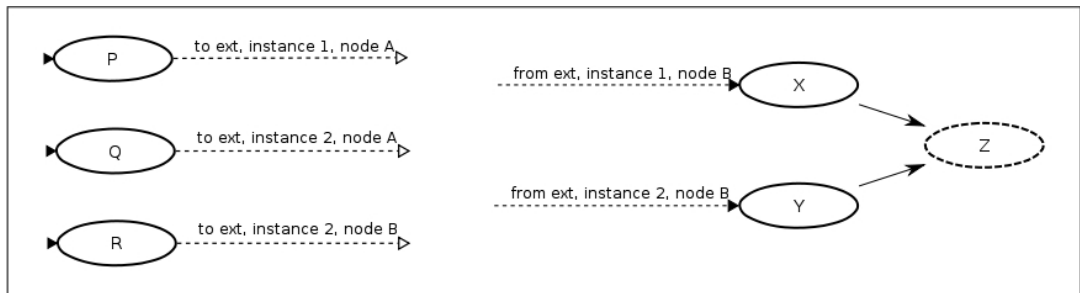 P
to ext, instance 1, node A
Q
to ext, instance 2, node A
R
to ext, instance 2, node B
from ext, instance 1, node B
X
from ext, instance 2, node B
Y
Z